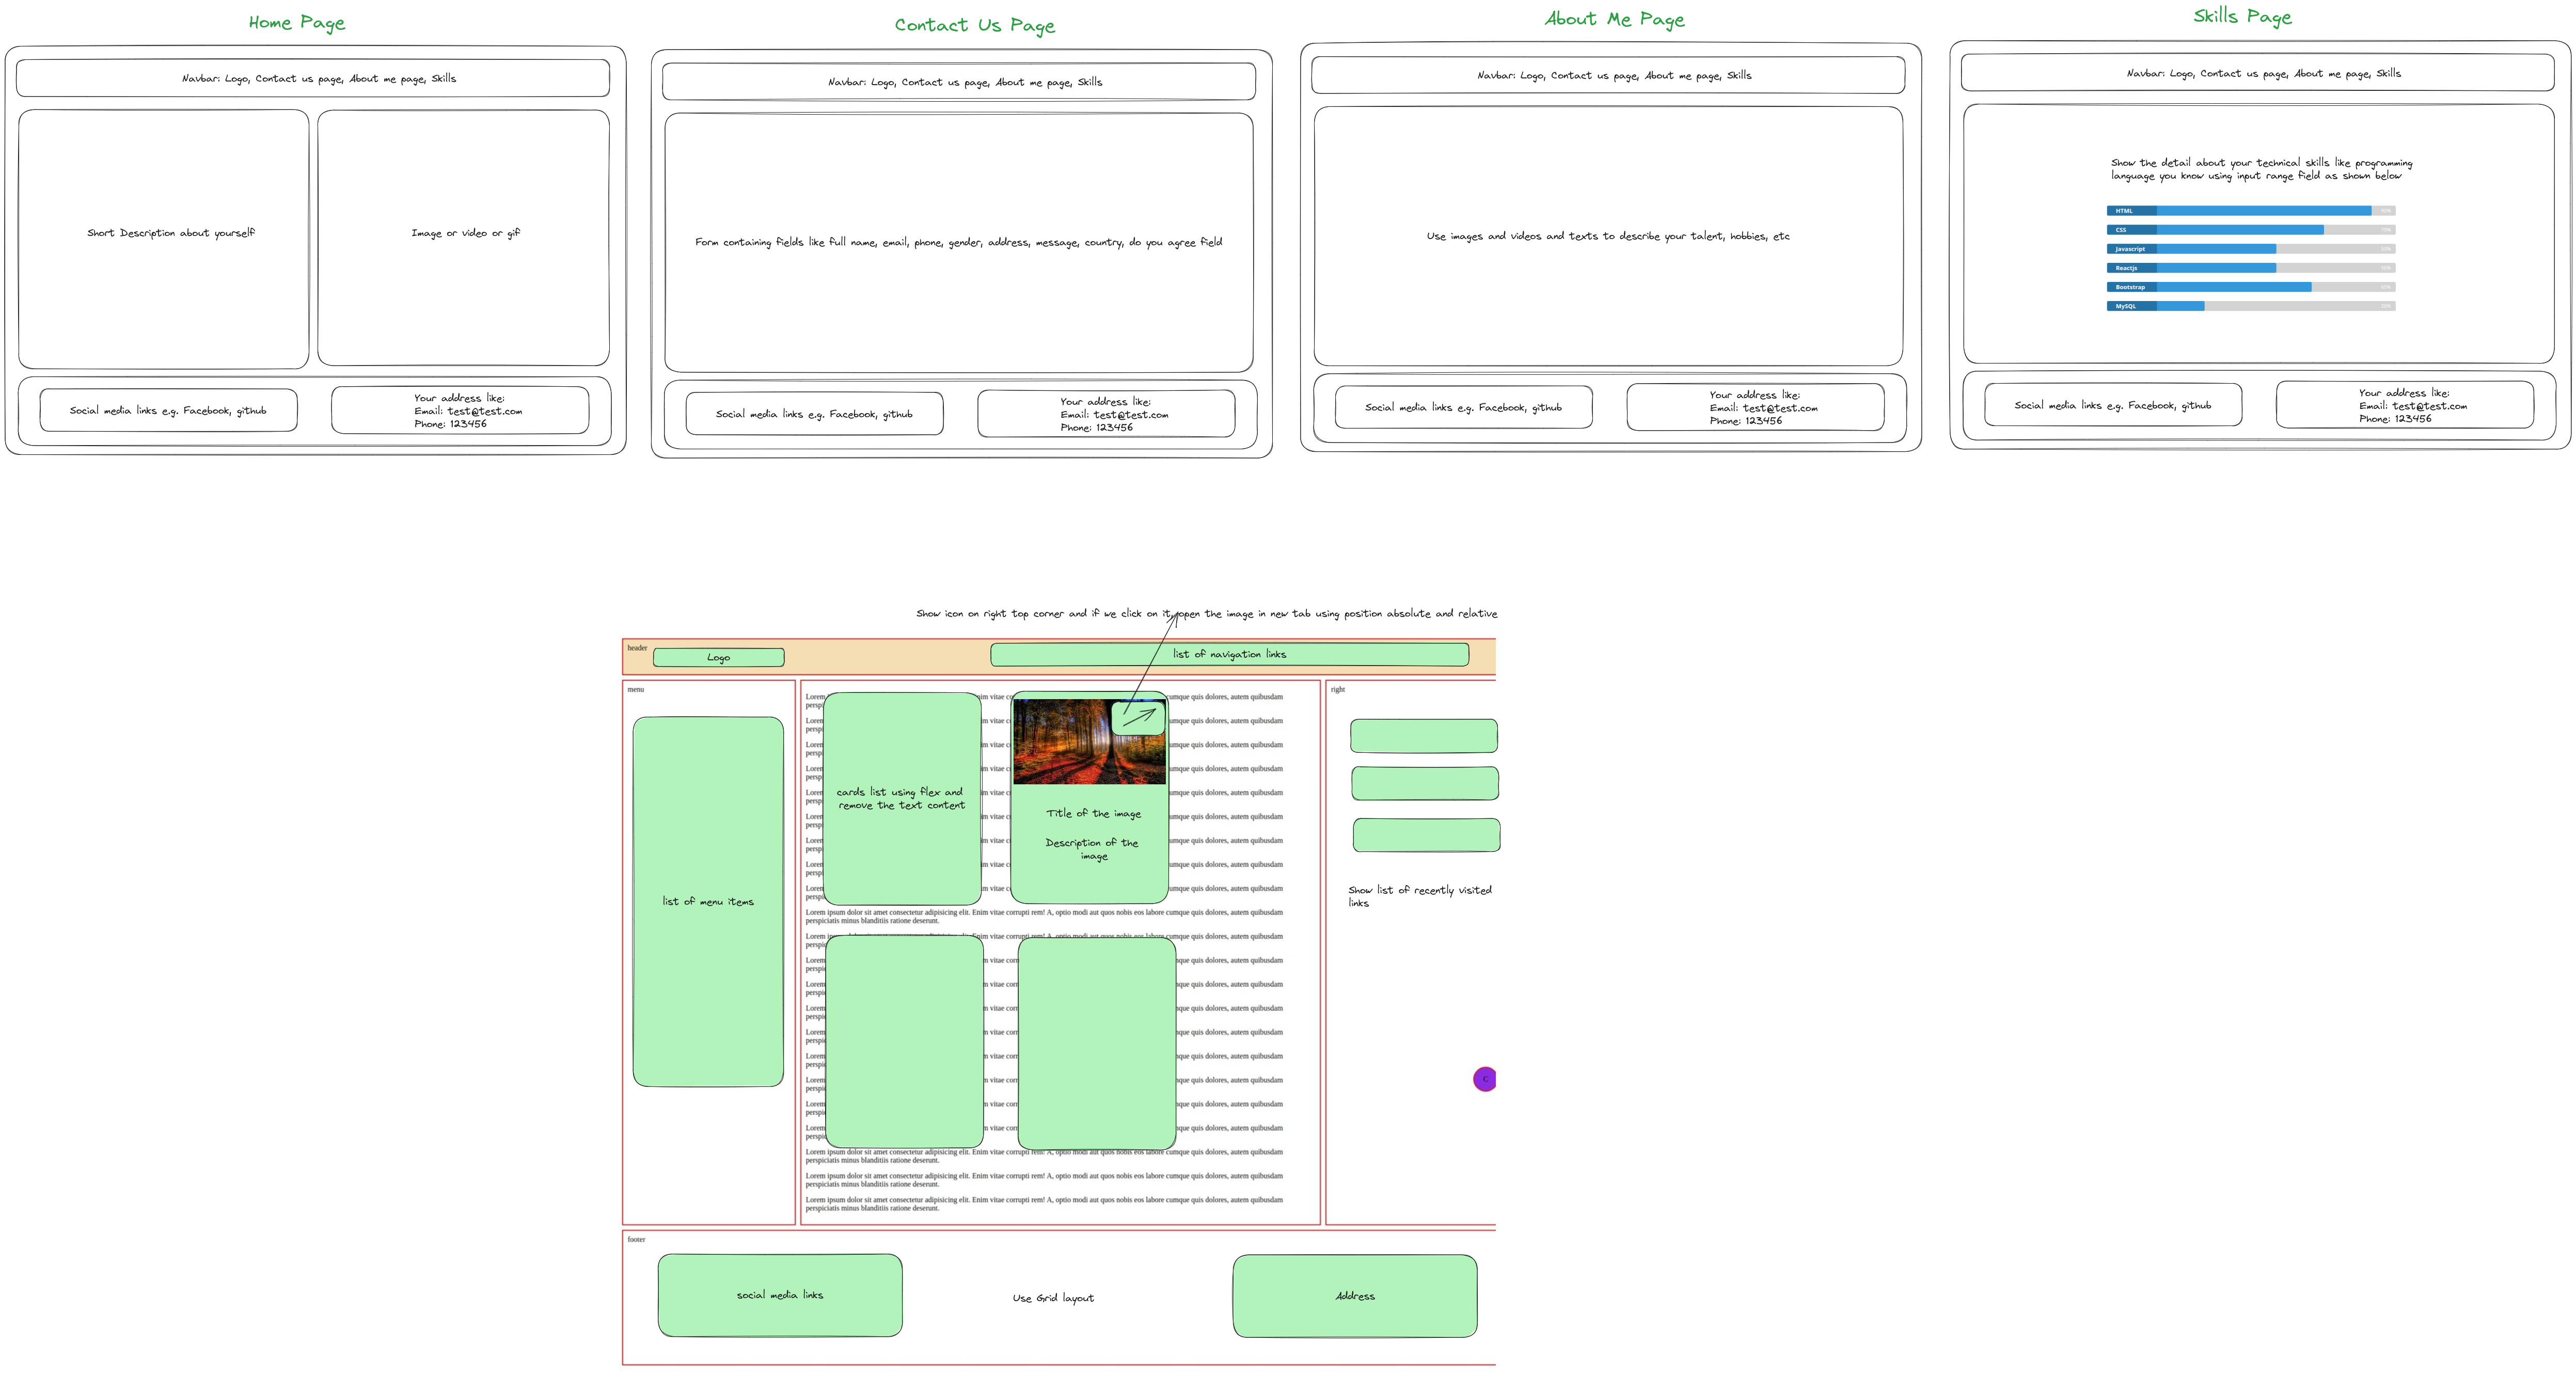 Home Page
Navbar: Logo, Contact us page, About me page, Skills
Short Description about yourself
Image or video or gif
Social media links e.g. Facebook, github
Your address like:
Email: test@test.com
Phone: 123456
Contact Us Page
Navbar: Logo, Contact us page, About me page, Skills
Form containing fields like full name, email, phone, gender, address, message, country, do you agree field
Social media links e.g. Facebook, github
Your address like:
Email: test@test.com
Phone: 123456
About Me Page
Navbar: Logo, Contact us page, About me page, Skills
Use images and videos and texts to describe your talent, hobbies, etc
Social media links e.g. Facebook, github
Your address like:
Email: test@test.com
Phone: 123456
Skills Page
Navbar: Logo, Contact us page, About me page, Skills
Show the detail about your technical skills like programming
language you know using input range field as shown below
HTML
CSS
Javascript
Reactjs
Bootstrap
MySQL
Social media links e.g. Facebook, github
Your address like:
Email: test@test.com
Phone: 123456
Show icon on right top corner and if we click on it, open the image in new tab using position absolute and relative
header
Logo
list of navigation links
menu
list of menu items
cards list using flex and
remove the text content
Title of the image
Description of the
image
Lorem vitae quis dolores, autem quibusdam
Lorem ipsum dolor sit amet consectetur adipisicing elit. Enim vitae corrupti rem! A, optio modi aut quos nobis eos labore cumque quis dolores, autem quibusdam
perspiciatis minus blanditiis ratione deserunt.
Lorem ipsum dolor sit amet consectetur adipisicing elit. Enim vitae corrupti rem! A, optio modi aut quos nobis eos labore cumque quis dolores, autem quibusdam
perspiciatis minus blanditiis ratione deserunt.
Lorem ipsum dolor sit amet consectetur adipisicing elit. Enim vitae corrupti rem! A, optio modi aut quos nobis eos labore cumque quis dolores, autem quibusdam
perspiciatis minus blanditiis ratione deserunt.
Lorem ipsum dolor sit amet consectetur adipisicing elit. Enim vitae corrupti rem! A, optio modi aut quos nobis eos labore cumque quis dolores, autem quibusdam
perspiciatis minus blanditiis ratione deserunt.
right
Show list of recently visited
links
footer
social media links
Use Grid layout
Address